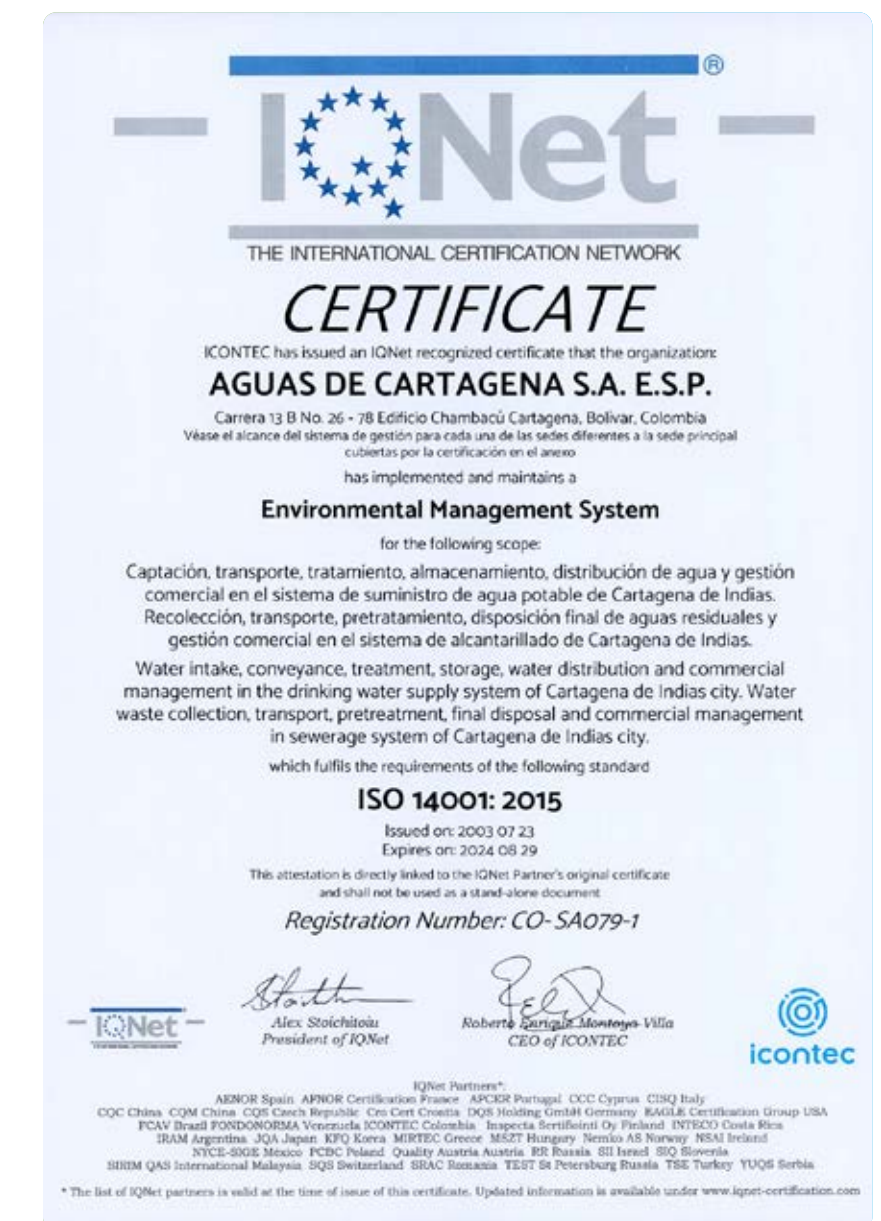 IQNet ®
THE INTERNATIONAL CERTIFICATION NETWORK
CERTIFICATE
ICONTEC has issued an IQNet recognized certificate that the organization:
AGUAS DE CARTAGENA S.A. E.S.P.
Carrera 13 B No. 26 - 78 Edificio Chambacú Cartagena, Bolivar, Colombia
Véase el alcance del sistema de gestión para cada una de las sedes diferentes a la sede principal
cubiertas por la certificación en el anexo
has implemented and maintains a
Environmental Management System
for the following scope:
Captación, transporte, tratamiento, almacenamiento, distribución de agua y gestión
comercial en el sistema de suministro de agua potable de Cartagena de Indias.
Recolección, transporte, pretratamiento, disposición final de aguas residuales y
gestión comercial en el sistema de alcantarillado de Cartagena de Indias.
Water intake, conveyance, treatment, storage, water distribution and commercial
management in the drinking water supply system of Cartagena de Indias city. Water
waste collection, transport, pretreatment, final disposal and commercial management
in sewerage system of Cartagena de Indias city.
which fulfils the requirements of the following standard
ISO 14001: 2015
Issued on: 2003 07 23
Expires on: 2024 08 29
This attestation is directly linked to the IQNet Partner's original certificate
and shall not be used as a stand-alone document
Registration Number: CO-SA079-1
IQNet
Alex Stoichitoiu
President of IQNet
Roberto Enrique Montoya Villa
CEO of ICONTEC
icontec
IQNet Partners*:
AENOR Spain AFNOR Certification France APCER Portugal CCC Cyprus CISQ Italy
CQC China CQM China CQS Czech Republic Cro Cert Croatia DQS Holding GmbH Germany EAGLE Certification Group USA
FCAV Brazil FONDONORMA Venezuela ICONTEC Colombia Inspecta Sertifiointi Oy Finland INTECO Costa Rica
IRAM Argentina JQA Japan KFQ Korea MIRTEC Greece MSZT Hungary Nemko AS Norway NSAI Ireland
NYCE-SIGE México PCBC Poland Quality Austria Austria RR Russia SII Israel SIQ Slovenia
SIRIM QAS International Malaysia SQS Switzerland SRAC Romania TEST St Petersburg Russia TSE Turkey YUQS Serbia
* The list of IQNet partners is valid at the time of issue of this certificate. Updated information is available under www.iqnet-certification.com